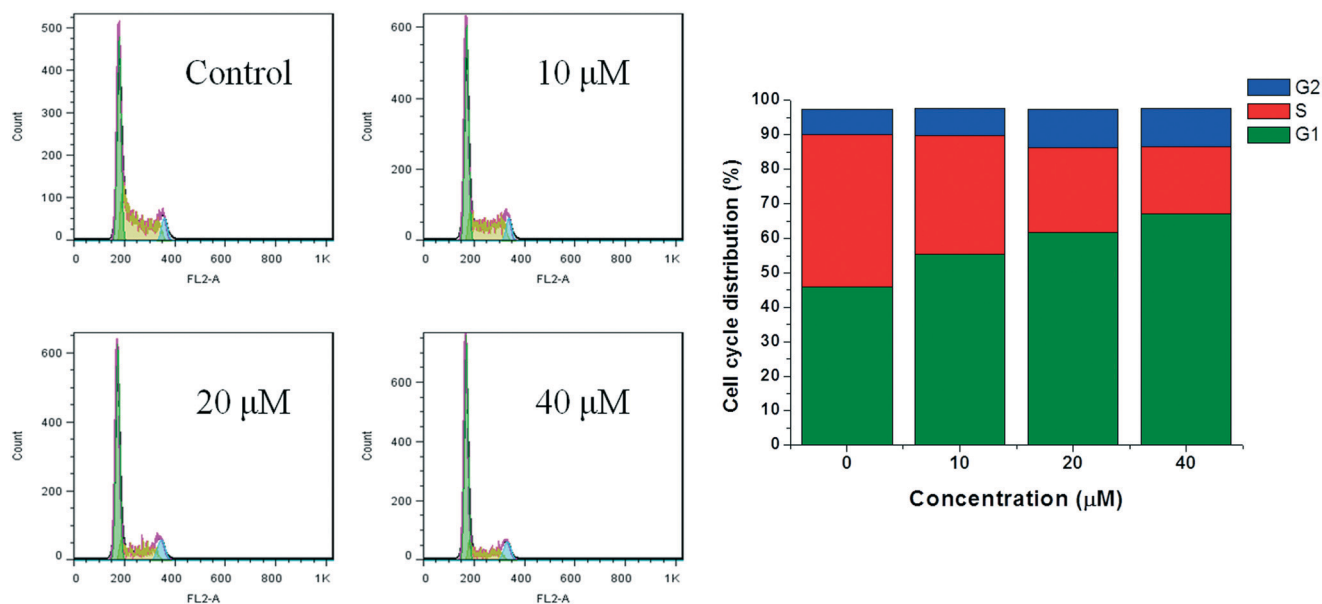 500
400
300
200
100
0
Count
Control
0 200 400 600 800 1K
FL2-A
600
400
200
0
Count
10 μM
0 200 400 600 800 1K
FL2-A
600
400
200
0
Count
20 μM
0 200 400 600 800 1K
FL2-A
600
400
200
0
Count
40 μM
0 200 400 600 800 1K
FL2-A
G2
S
G1
100
90
80
70
60
50
40
30
20
10
0
Cell cycle distribution (%)
0 10 20 40
Concentration (μM)